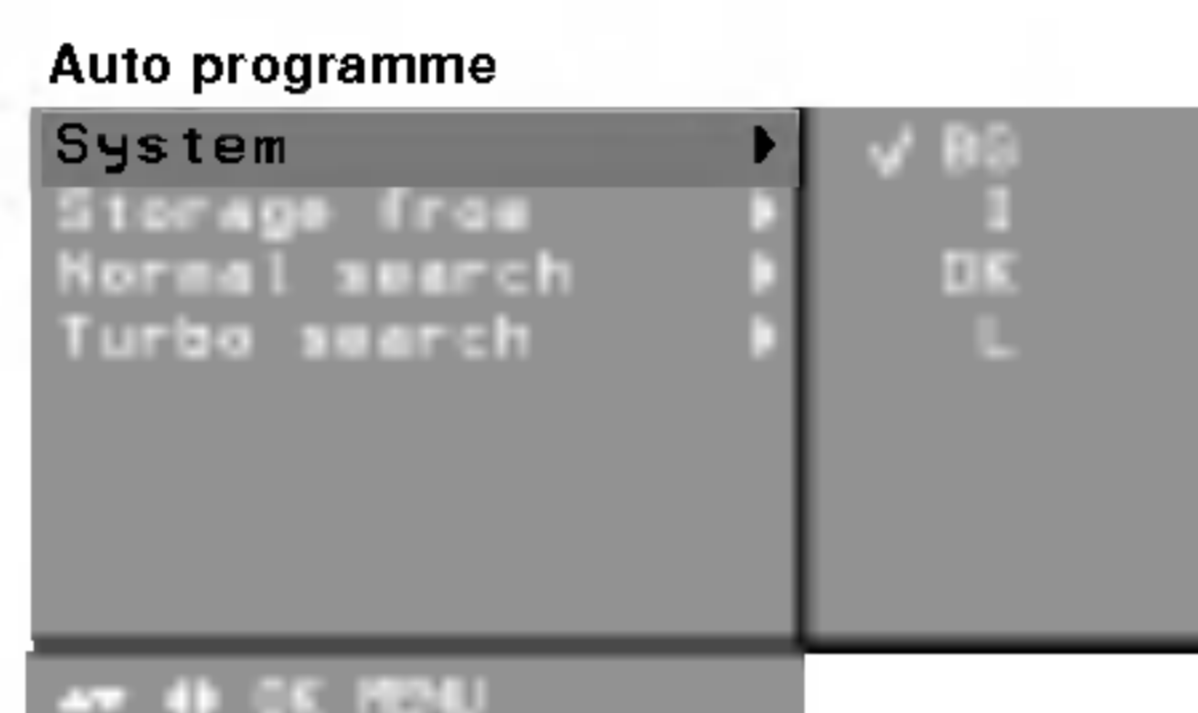 Auto programme
System
Storage from
Normal search
Turbo search
BG
I
DK
L
OK MENU